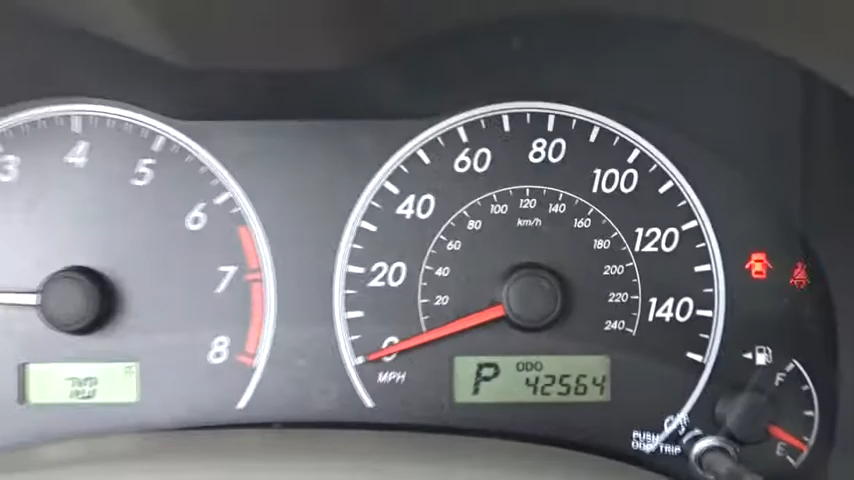 3 4 5 6 7 8
0 20 40 60 80 100 120 140
20 40 60 80 100 120 140 160 180 200 220 240
km/h
MPH
P ODO 42564
F
E
PUSH
ODO/TRIP